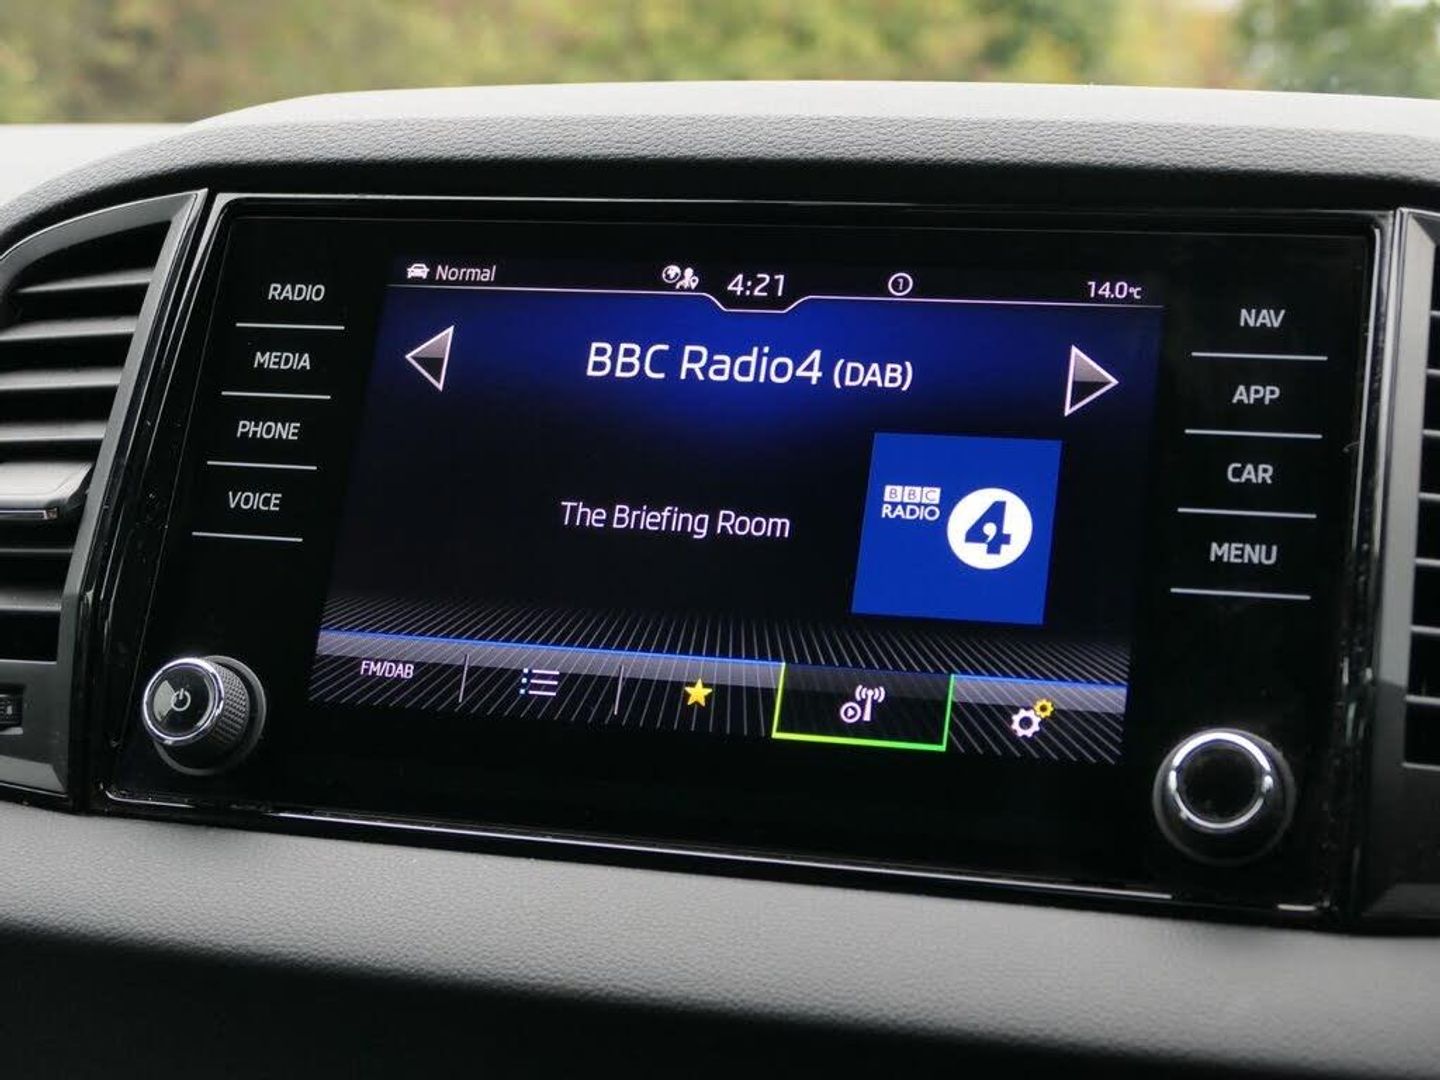 Normal
4:21
1
14.0°C
RADIO
MEDIA
PHONE
VOICE
BBC Radio4 (DAB)
The Briefing Room
BBC
RADIO
4
FM/DAB
NAV
APP
CAR
MENU